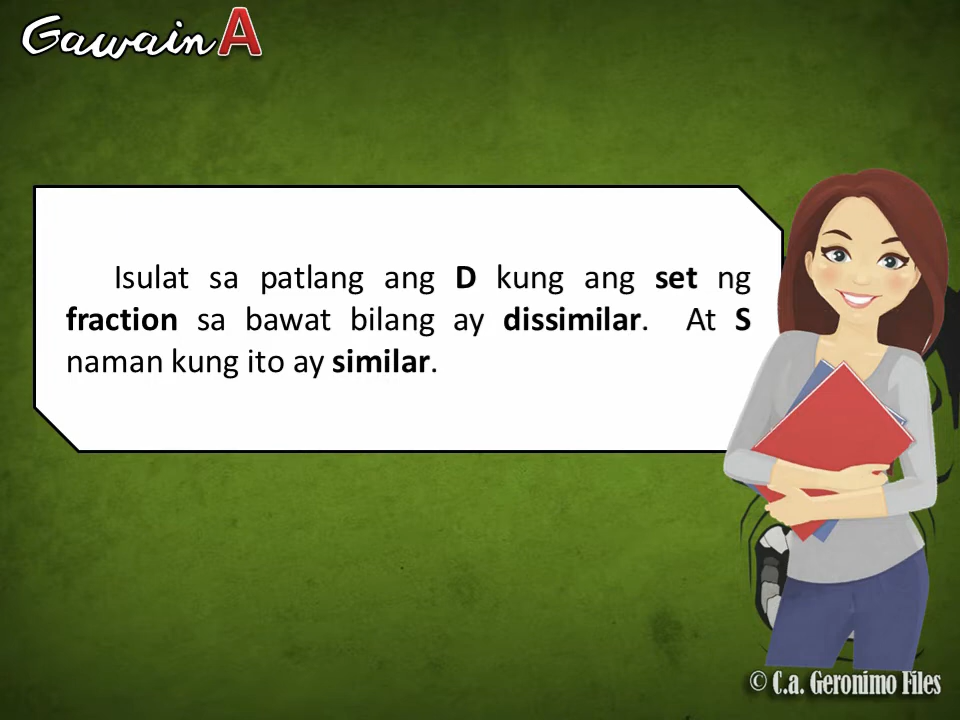 Gawain A
Isulat sa patlang ang D kung ang set ng
fraction sa bawat bilang ay dissimilar. At S
naman kung ito ay similar.
© C.a. Geronimo Files